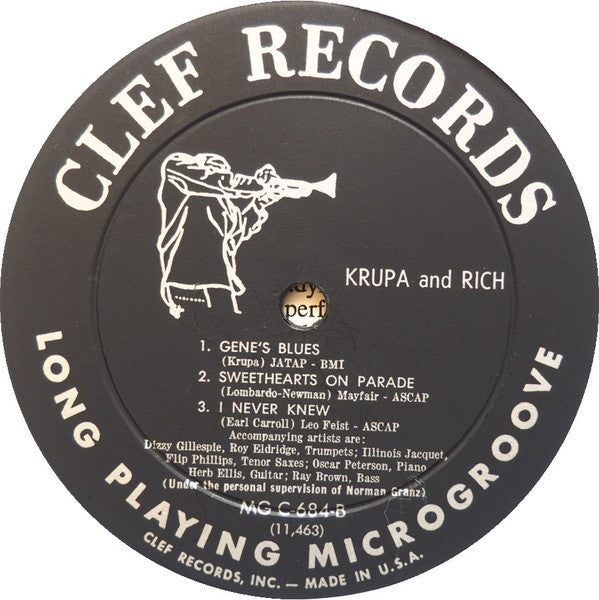 CLEF RECORDS
KRUPA and RICH
perf
1. GENE'S BLUES
(Krupa) JATAP - BMI
2. SWEETHEARTS ON PARADE
(Lombardo-Newman) Mayfair - ASCAP
3. I NEVER KNEW
(Earl Carroll) Leo Feist - ASCAP
Accompanying artists are:
Dizzy Gillespie, Roy Eldridge, Trumpets; Illinois Jacquet,
Flip Phillips, Tenor Saxes; Oscar Peterson, Piano
Herb Ellis, Guitar; Ray Brown, Bass
(Under the personal supervision of Norman Granz)
MG C-684-B
(11,463)
LONG PLAYING MICROGROOVE
CLEF RECORDS, INC. — MADE IN U.S.A.